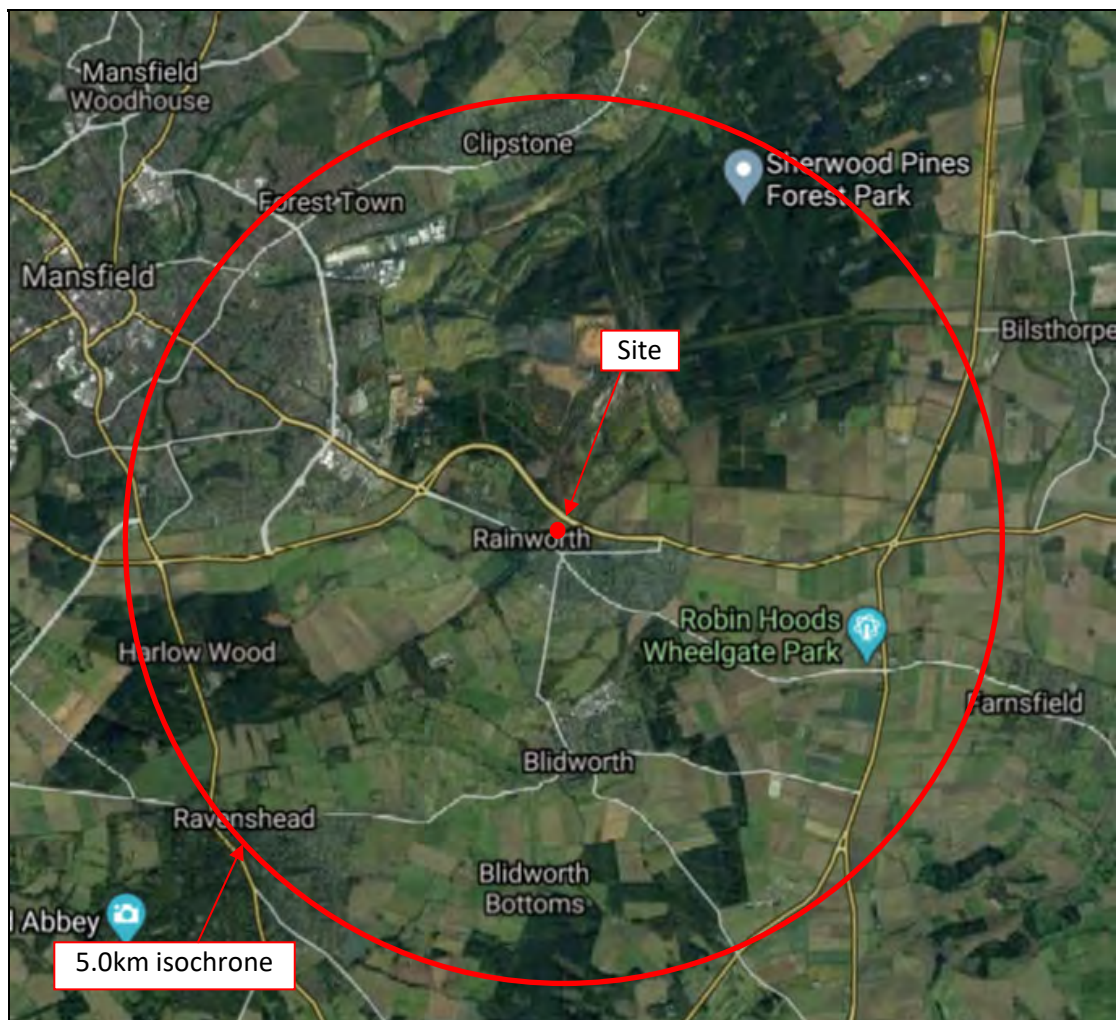 Mansfield
Woodhouse
Clipstone
Sherwood Pines
Forest Park
Forest Town
Mansfield
Bilsthorpe
Site
Rainworth
Robin Hoods
Wheelgate Park
Harlow Wood
Farnsfield
Blidworth
Ravenshead
Blidworth
Bottoms
l Abbey
5.0km isochrone